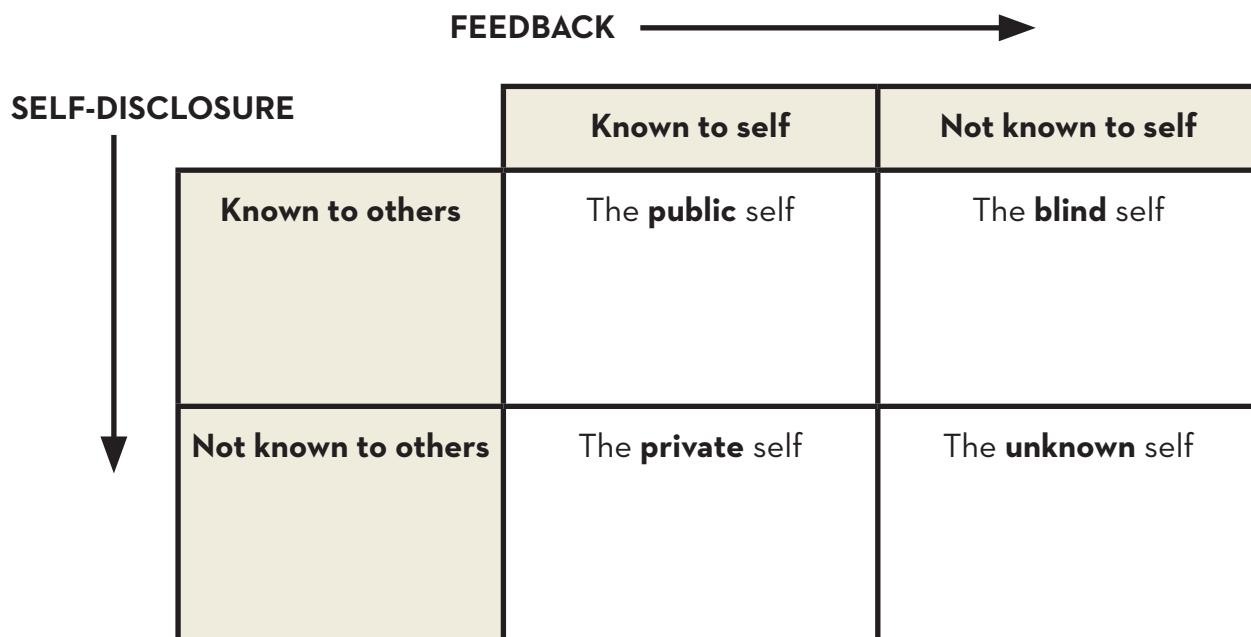 FEEDBACK
SELF-DISCLOSURE
Known to self
Not known to self
Known to others
The public self
The blind self
Not known to others
The private self
The unknown self